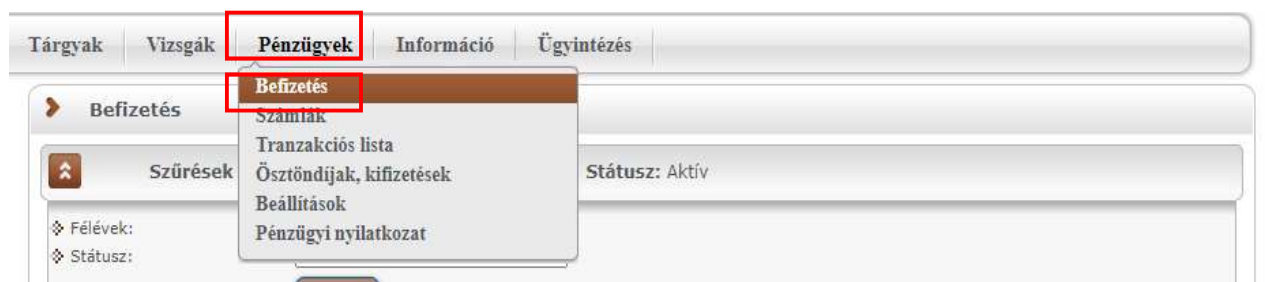 Tárgyak Vizsgák Pénzügyek Információ Ügyintézés
Befizetés
Számlák
Tranzakciós lista
Ösztöndíjak, kifizetések
Beállítások
Pénzügyi nyilatkozat
Befizetés
Szűrések Státusz: Aktív
Félévek:
Státusz: